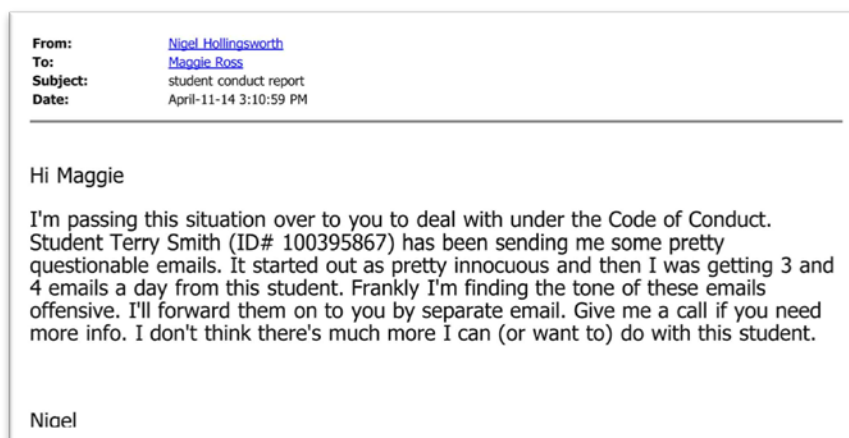 From: Nigel Hollingsworth
To: Maggie Ross
Subject: student conduct report
Date: April-11-14 3:10:59 PM
Hi Maggie
I'm passing this situation over to you to deal with under the Code of Conduct.
Student Terry Smith (ID# 100395867) has been sending me some pretty
questionable emails. It started out as pretty innocuous and then I was getting 3 and
4 emails a day from this student. Frankly I'm finding the tone of these emails
offensive. I'll forward them on to you by separate email. Give me a call if you need
more info. I don't think there's much more I can (or want to) do with this student.
Nigel